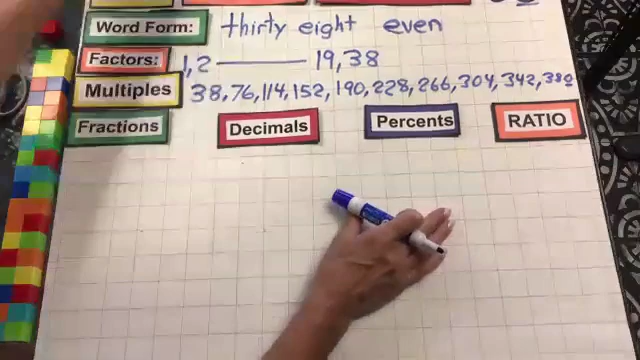 Word Form: thirty eight even
Factors: 1, 2 19, 38
Multiples 38, 76, 114, 152, 190, 228, 266, 304, 342, 380
Fractions Decimals Percents RATIO